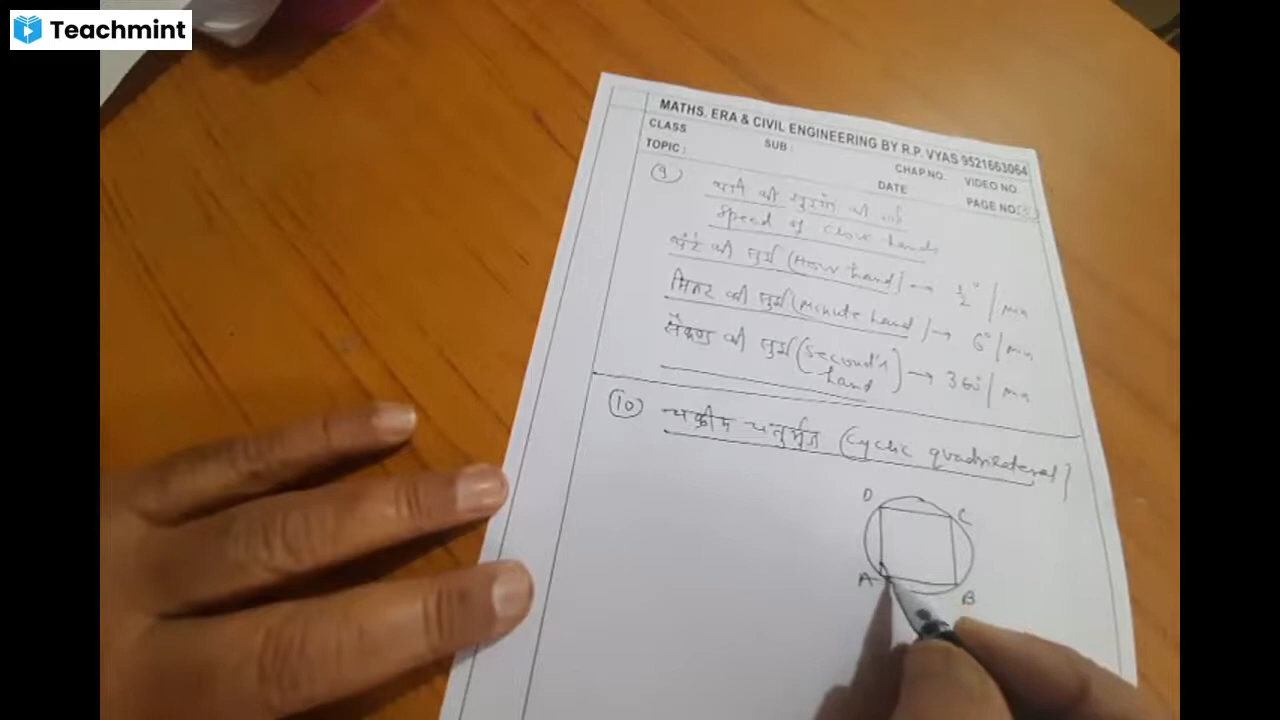 Teachmint
MATHS. ERA & CIVIL ENGINEERING BY R.P. VYAS 9521663064
CLASS SUB : CHAP.NO. VIDEO NO.
TOPIC : DATE PAGE NO.
9 की की
Speed of Clock hands
घंटे की सुई (Hour hand) → 1/2° / min
मिनट की सुई (Minute hand) → 6° / min
सैकण्ड की सुई (Second's hand) → 360° / min
10 चक्रीय चतुर्भुज (Cyclic quadrilateral)
D C
A B